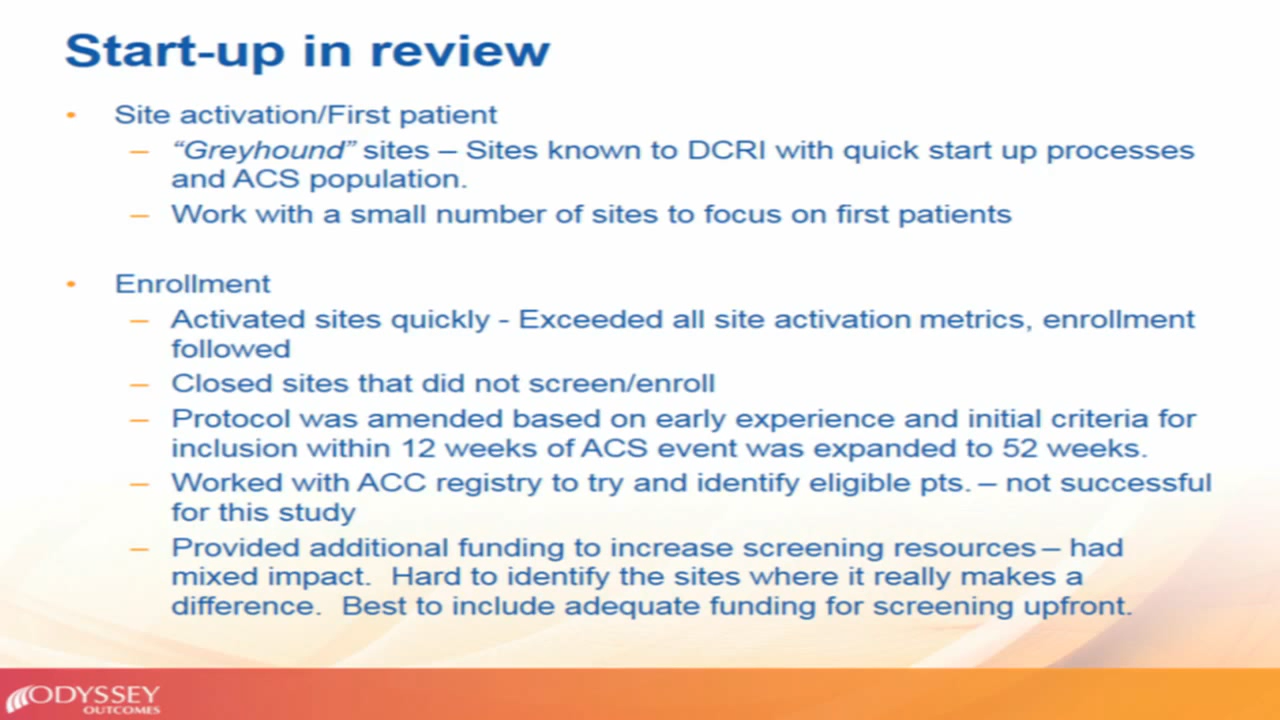 Start-up in review
• Site activation/First patient
– “Greyhound” sites – Sites known to DCRI with quick start up processes
and ACS population.
– Work with a small number of sites to focus on first patients
• Enrollment
– Activated sites quickly - Exceeded all site activation metrics, enrollment
followed
– Closed sites that did not screen/enroll
– Protocol was amended based on early experience and initial criteria for
inclusion within 12 weeks of ACS event was expanded to 52 weeks.
– Worked with ACC registry to try and identify eligible pts. – not successful
for this study
– Provided additional funding to increase screening resources – had
mixed impact.  Hard to identify the sites where it really makes a
difference.  Best to include adequate funding for screening upfront.
ODYSSEY
OUTCOMES